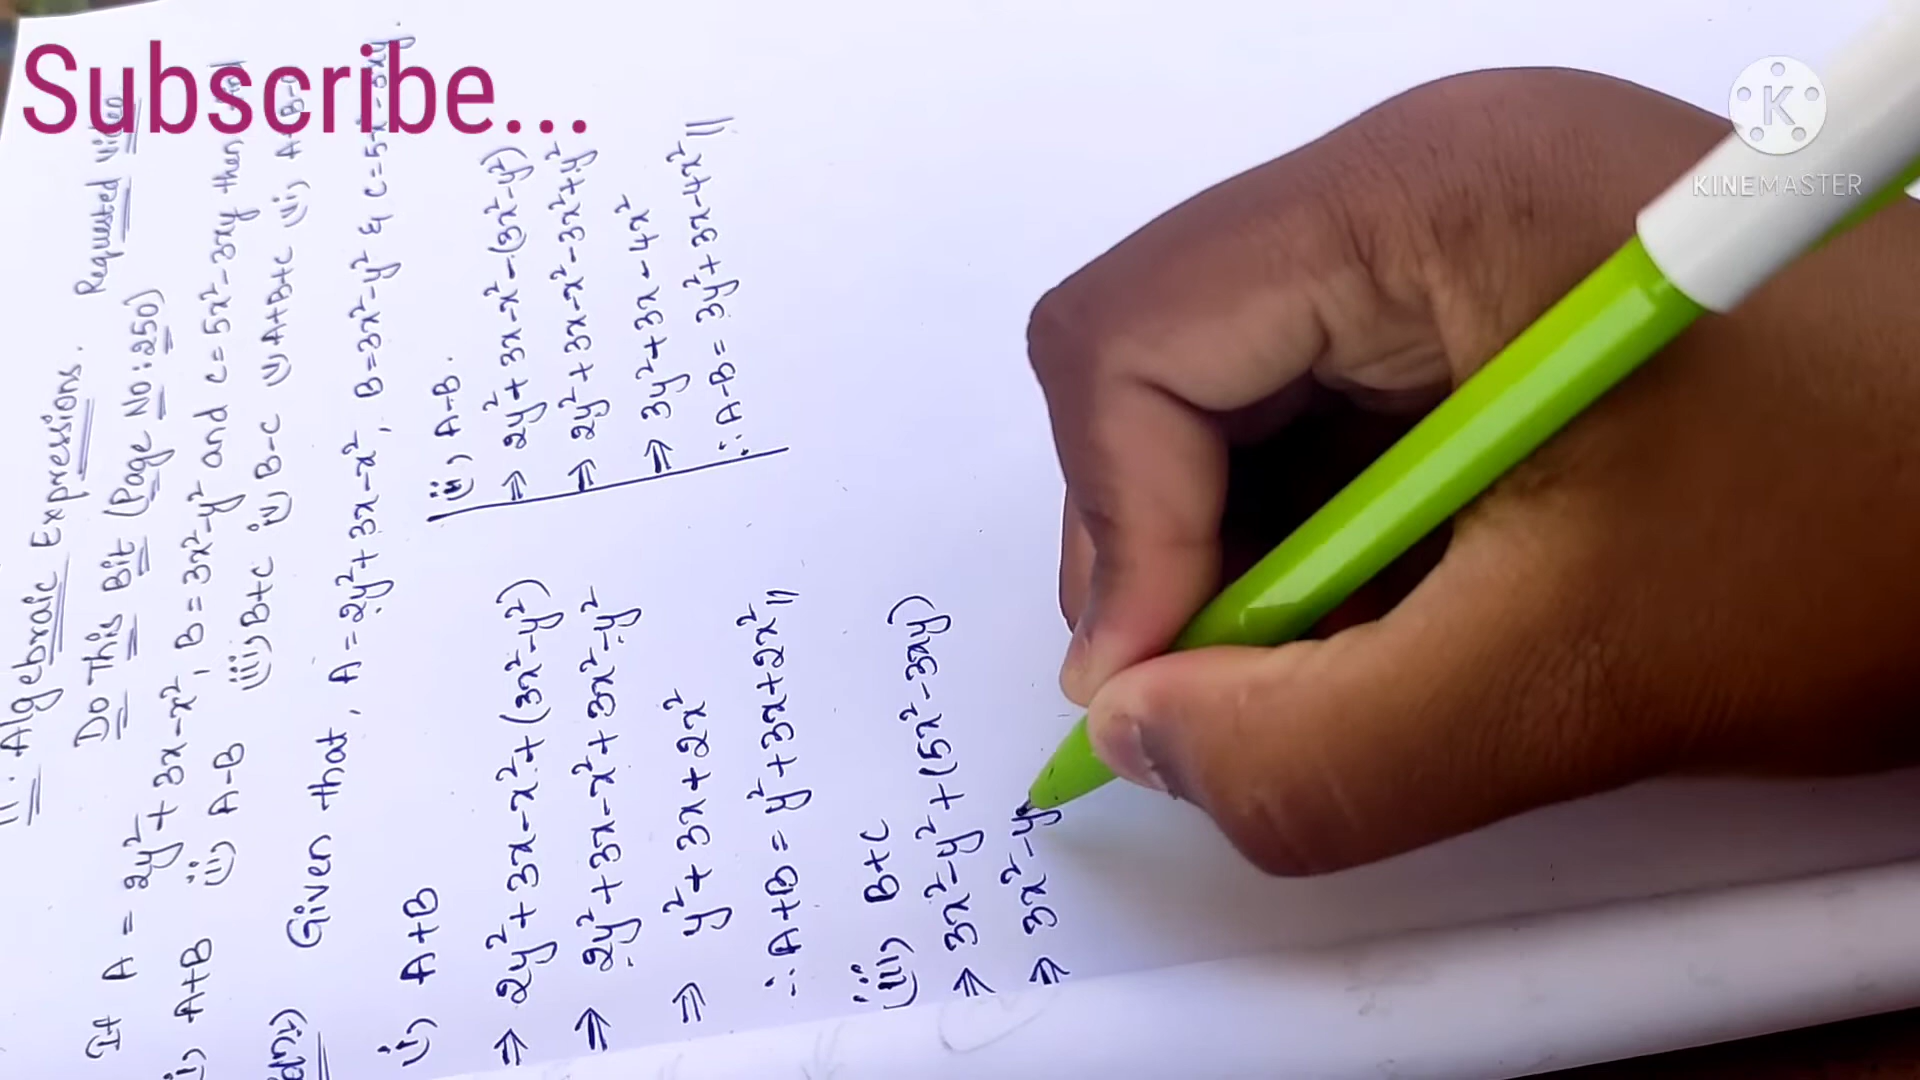 Subscribe...
KINEMASTER
11. Algebraic Expressions. Requested Video
Do This Bit (Page No: 250)
If A = 2y²+3x-x², B=3x²-y² and C=5x²-3xy then
(i) A+B (ii) A-B (iii) B+C (iv) B-C (v) A+B+C (vi)
Given that, A=2y²+3x-x², B=3x²-y² & C=5x²-3xy.
(i) A+B
⇒ 2y²+3x-x²+(3x²-y²)
⇒ 2y²+3x-x²+3x²-y²
⇒ y²+3x+2x²
∴ A+B = y²+3x+2x² //
(ii) A-B.
⇒ 2y²+3x-x²-(3x²-y²)
⇒ 2y²+3x-x²-3x²+y²
⇒ 3y²+3x-4x²
∴ A-B = 3y²+3x-4x² //
(iii) B+C
⇒ 3x²-y²+(5x²-3xy)
⇒ 3x²-y